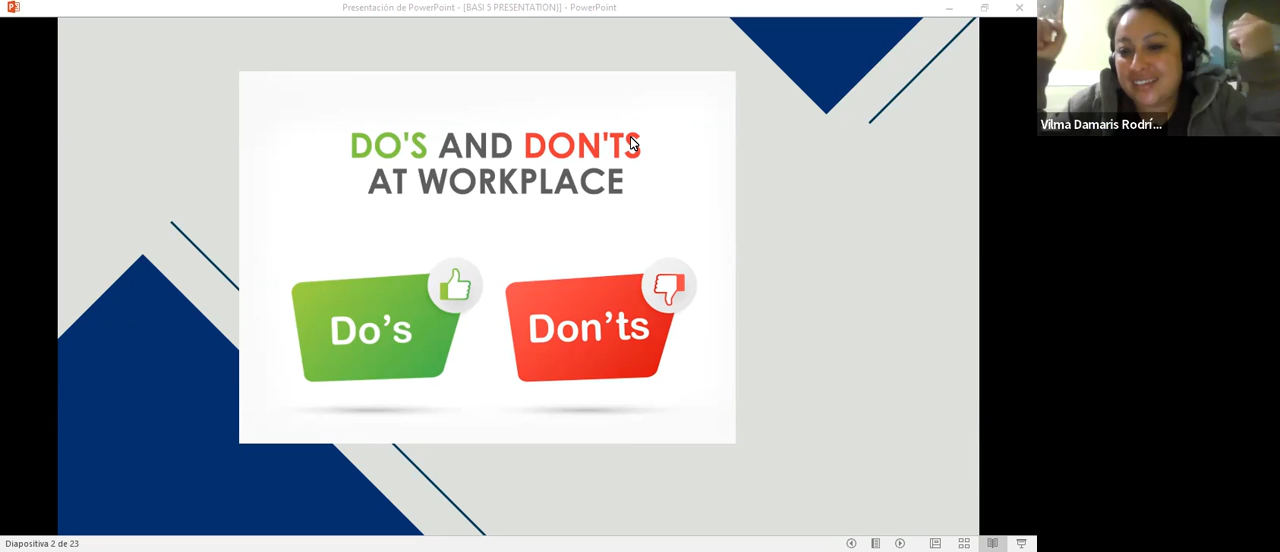 Presentación de PowerPoint - [BASI 5 PRESENTATION)] - PowerPoint
Vilma Damaris Rodrí...
DO'S AND DON'TS
AT WORKPLACE
Do's
Don'ts
Diapositiva 2 de 23